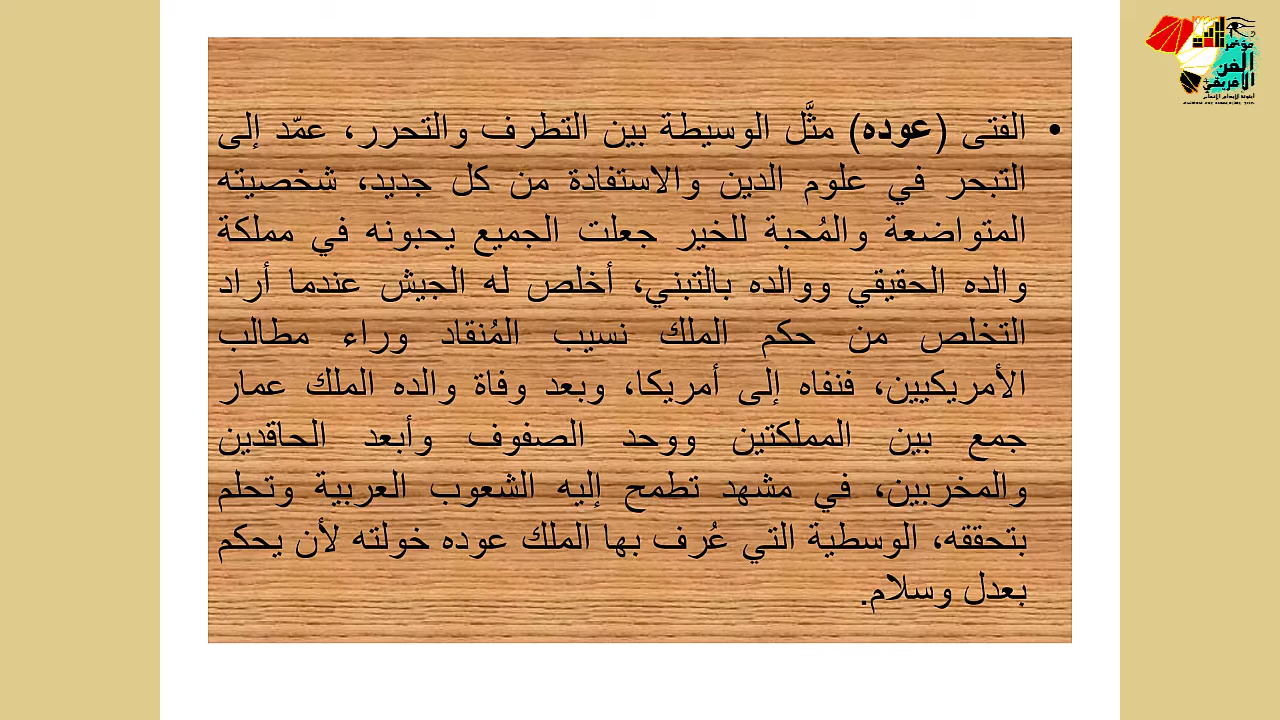 مؤتمر
الفن
الإفريقي
• الفتى (عوده) مثَّل الوسيطة بين التطرف والتحرر، عمّد إلى
التبحر في علوم الدين والاستفادة من كل جديد، شخصيته
المتواضعة والمُحبة للخير جعلت الجميع يحبونه في مملكة
والده الحقيقي ووالده بالتبني، أخلص له الجيش عندما أراد
التخلص من حكم الملك نسيب المُنقاد وراء مطالب
الأمريكيين، فنفاه إلى أمريكا، وبعد وفاة والده الملك عمار
جمع بين المملكتين ووحد الصفوف وأبعد الحاقدين
والمخربين، في مشهد تطمح إليه الشعوب العربية وتحلم
بتحققه، الوسطية التي عُرف بها الملك عوده خولته لأن يحكم
بعدل وسلام.